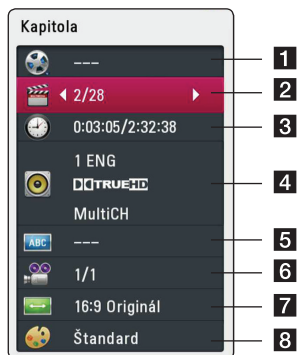 Kapitola
--- 1
2/28 2
0:03:05/2:32:38 3
1 ENG
TRUEHD 4
MultiCH
ABC --- 5
1/1 6
16:9 Originál 7
Štandard 8